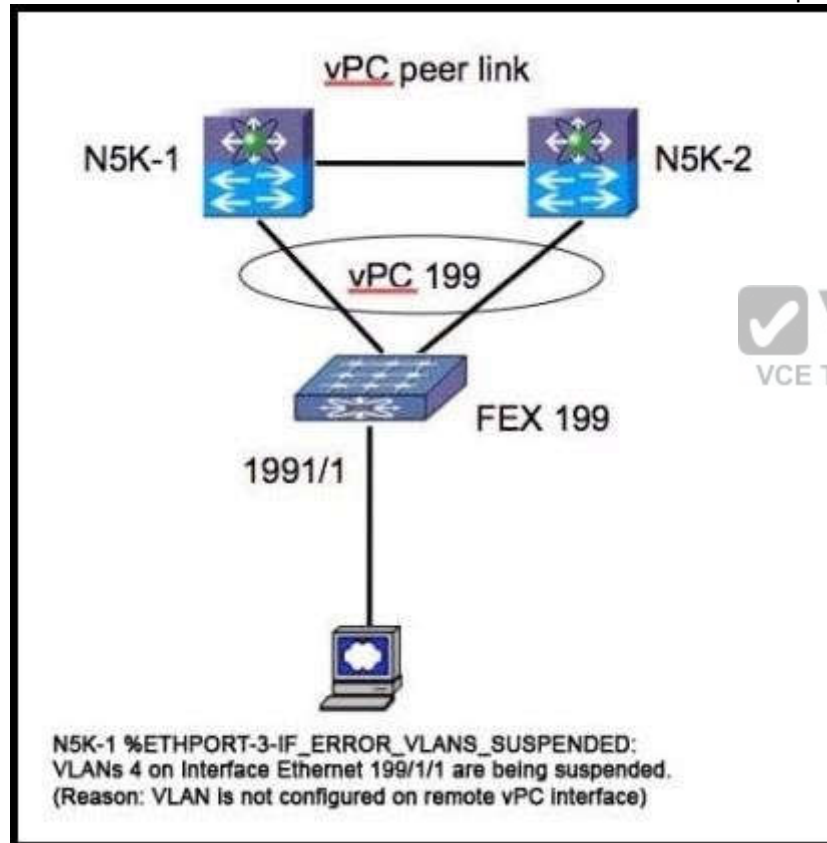 vPC peer link
N5K-1
N5K-2
vPC 199
FEX 199
1991/1
VCE T
N5K-1 %ETHPORT-3-IF_ERROR_VLANS_SUSPENDED:
VLANs 4 on Interface Ethernet 199/1/1 are being suspended.
(Reason: VLAN is not configured on remote vPC interface)